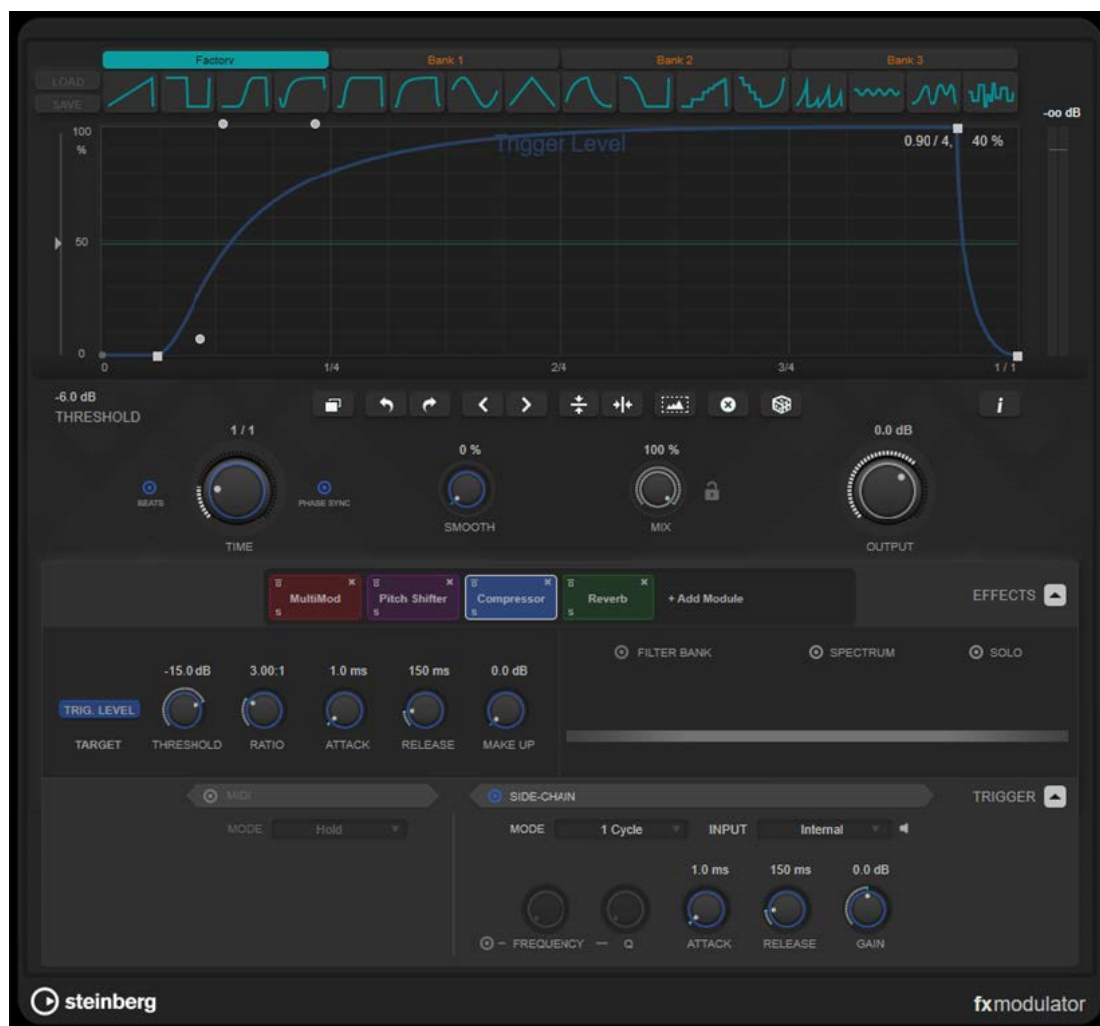 Factory Bank 1 Bank 2 Bank 3
LOAD
SAVE
-oo dB
100
%
Trigger Level
0.90 / 4, 40 %
50
0
0 1/4 2/4 3/4 1 / 1
-6.0 dB
THRESHOLD
i
1 / 1
0 %
100 %
0.0 dB
BEATS
PHASE SYNC
SMOOTH
MIX
TIME
OUTPUT
MultiMod
S
Pitch Shifter
S
Compressor
S
Reverb
S
+ Add Module
EFFECTS
FILTER BANK SPECTRUM SOLO
-15.0 dB 3.00:1 1.0 ms 150 ms 0.0 dB
TRIG. LEVEL
TARGET THRESHOLD RATIO ATTACK RELEASE MAKE UP
MIDI
SIDE-CHAIN
TRIGGER
MODE Hold
MODE 1 Cycle INPUT Internal
1.0 ms 150 ms 0.0 dB
FREQUENCY Q ATTACK RELEASE GAIN
steinberg
fxmodulator